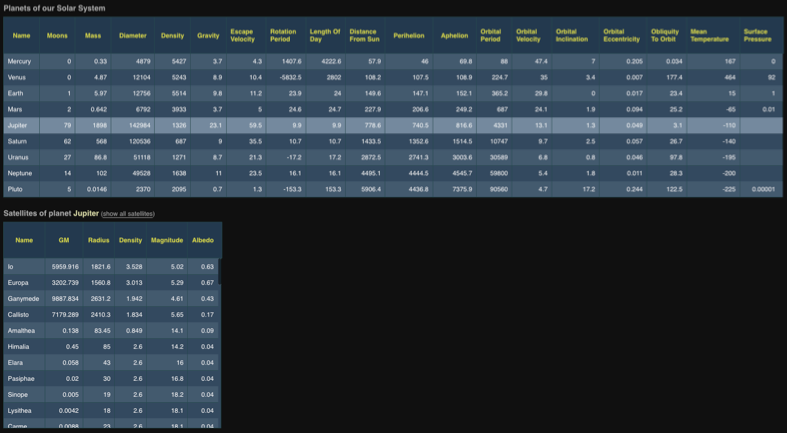 Planets of our Solar System
Name Moons Mass Diameter Density Gravity Escape Velocity Rotation Period Length Of Day Distance From Sun Perihelion Aphelion Orbital Period Orbital Velocity Orbital Inclination Orbital Eccentricity Obliquity To Orbit Mean Temperature Surface Pressure
Mercury 0 0.33 4879 5427 3.7 4.3 1407.6 4222.6 57.9 46 69.8 88 47.4 7 0.205 0.034 167 0
Venus 0 4.87 12104 5243 8.9 10.4 -5832.5 2802 108.2 107.5 108.9 224.7 35 3.4 0.007 177.4 464 92
Earth 1 5.97 12756 5514 9.8 11.2 23.9 24 149.6 147.1 152.1 365.2 29.8 0 0.017 23.4 15 1
Mars 2 0.642 6792 3933 3.7 5 24.6 24.7 227.9 206.6 249.2 687 24.1 1.9 0.094 25.2 -65 0.01
Jupiter 79 1898 142984 1326 23.1 59.5 9.9 9.9 778.6 740.5 816.6 4331 13.1 1.3 0.049 3.1 -110
Saturn 62 568 120536 687 9 35.5 10.7 10.7 1433.5 1352.6 1514.5 10747 9.7 2.5 0.057 26.7 -140
Uranus 27 86.8 51118 1271 8.7 21.3 -17.2 17.2 2872.5 2741.3 3003.6 30589 6.8 0.8 0.046 97.8 -195
Neptune 14 102 49528 1638 11 23.5 16.1 16.1 4495.1 4444.5 4545.7 59800 5.4 1.8 0.011 28.3 -200
Pluto 5 0.0146 2370 2095 0.7 1.3 -153.3 153.3 5906.4 4436.8 7375.9 90560 4.7 17.2 0.244 122.5 -225 0.00001
Satellites of planet Jupiter (show all satellites)
Name GM Radius Density Magnitude Albedo
Io 5959.916 1821.6 3.528 5.02 0.63
Europa 3202.739 1560.8 3.013 5.29 0.67
Ganymede 9887.834 2631.2 1.942 4.61 0.43
Callisto 7179.289 2410.3 1.834 5.65 0.17
Amalthea 0.138 83.45 0.849 14.1 0.09
Himalia 0.45 85 2.6 14.2 0.04
Elara 0.058 43 2.6 16 0.04
Pasiphae 0.02 30 2.6 16.8 0.04
Sinope 0.005 19 2.6 18.2 0.04
Lysithea 0.0042 18 2.6 18.1 0.04
Carme 0.0088 23 2.6 18.1 0.04